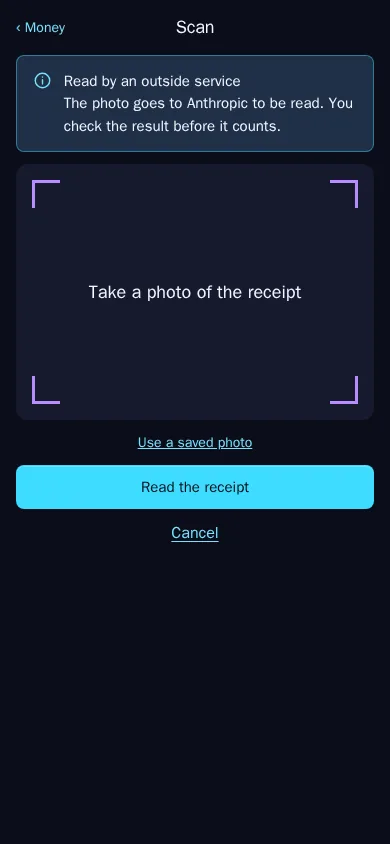 ‹ Money
Scan
Read by an outside service
The photo goes to Anthropic to be read. You
check the result before it counts.
Take a photo of the receipt
Use a saved photo
Read the receipt
Cancel